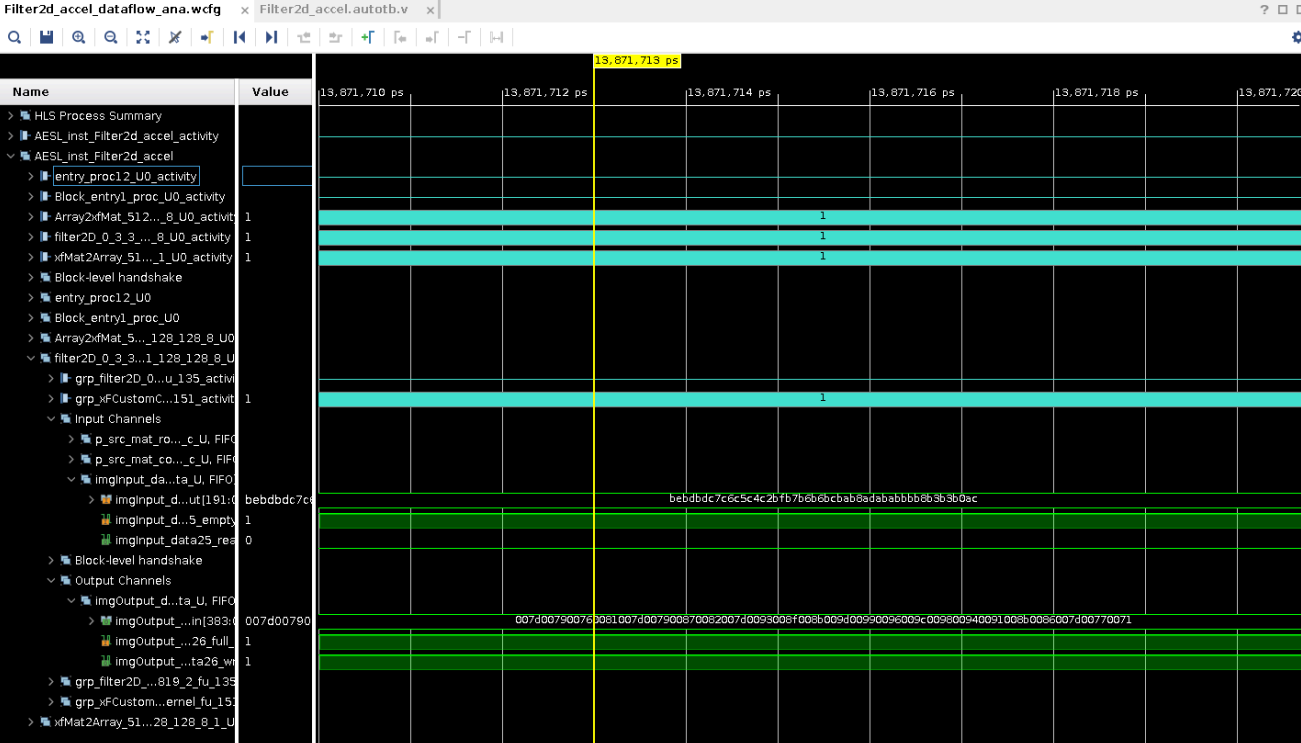 Filter2d_accel_dataflow_ana.wcfg × Filter2d_accel.autotb.v ×
13,871,713 ps
Name Value 13,871,710 ps 13,871,712 ps 13,871,714 ps 13,871,716 ps 13,871,718 ps 13,871,720
HLS Process Summary
AESL_inst_Filter2d_accel_activity
AESL_inst_Filter2d_accel
entry_proc12_U0_activity
Block_entry1_proc_U0_activity
Array2xfMat_512..._8_U0_activit 1 1
filter2D_0_3_3_..._8_U0_activity 1 1
xfMat2Array_51..._1_U0_activity 1 1
Block-level handshake
entry_proc12_U0
Block_entry1_proc_U0
Array2xfMat_5..._128_128_8_U0
filter2D_0_3_3...1_128_128_8_U
grp_filter2D_0...u_135_activi
grp_xFCustomC...151_activit 1 1
Input Channels
p_src_mat_ro..._c_U, FIFO
p_src_mat_co..._c_U, FIFO
imgInput_da...ta_U, FIFO
imgInput_d...ut[191:0 bebdbdc7c6 bebdbdc7c6c5c4c2bfb7b6b6bcbab8adababbbb8b3b3b0ac
imgInput_d...5_empty 1
imgInput_data25_rea 0
Block-level handshake
Output Channels
imgOutput_d...ta_U, FIFO
imgOutput_...in[383:0 007d00790 007d007900760081007d007900870082007d0093008f008b009d00990096009c009800940091008b0086007d00770071
imgOutput_...26_full_ 1
imgOutput_...ta26_wr 1
grp_filter2D_...819_2_fu_135
grp_xFCustom...ernel_fu_151
xfMat2Array_51...28_128_8_1_U